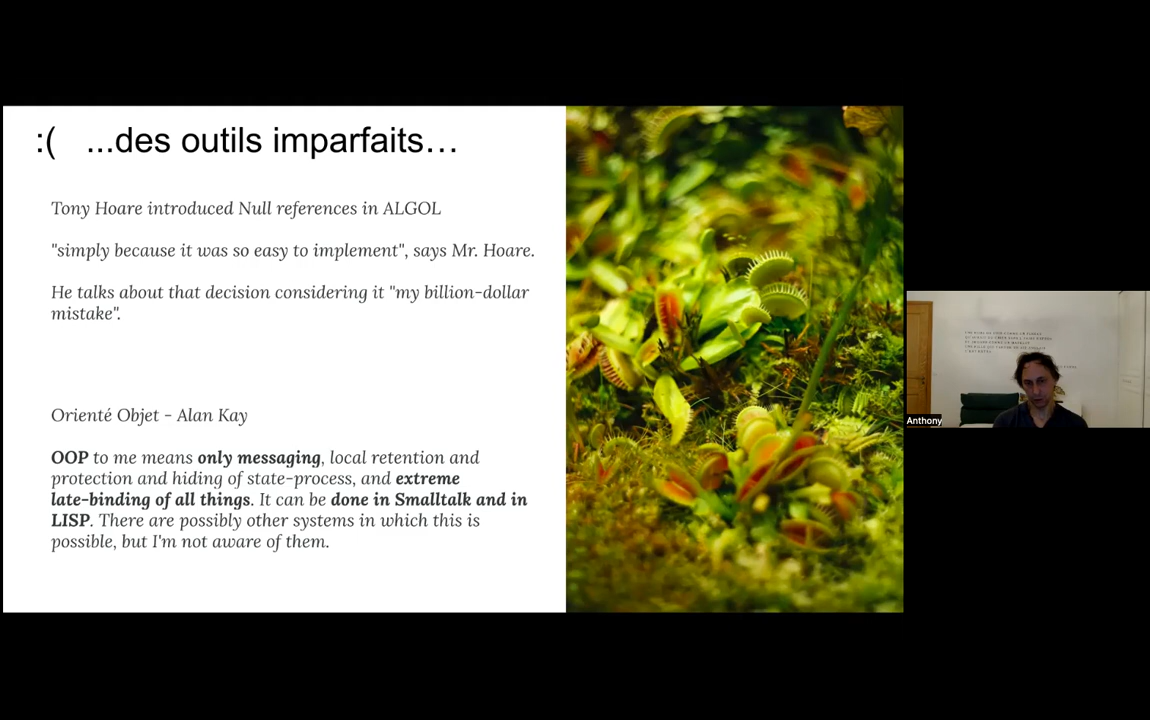 :( ...des outils imparfaits…
Tony Hoare introduced Null references in ALGOL
"simply because it was so easy to implement", says Mr. Hoare.
He talks about that decision considering it "my billion-dollar
mistake".
Orienté Objet - Alan Kay
OOP to me means only messaging, local retention and
protection and hiding of state-process, and extreme
late-binding of all things. It can be done in Smalltalk and in
LISP. There are possibly other systems in which this is
possible, but I'm not aware of them.
Anthony